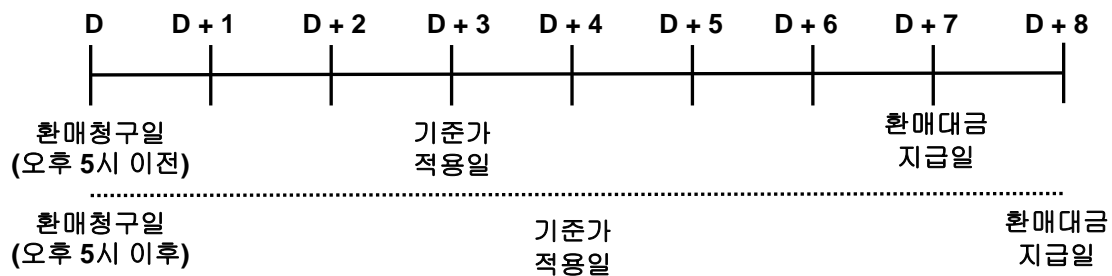 D D + 1 D + 2 D + 3 D + 4 D + 5 D + 6 D + 7 D + 8
환매청구일
(오후 5시 이전)
기준가
적용일
환매대금
지급일
환매청구일
(오후 5시 이후)
기준가
적용일
환매대금
지급일